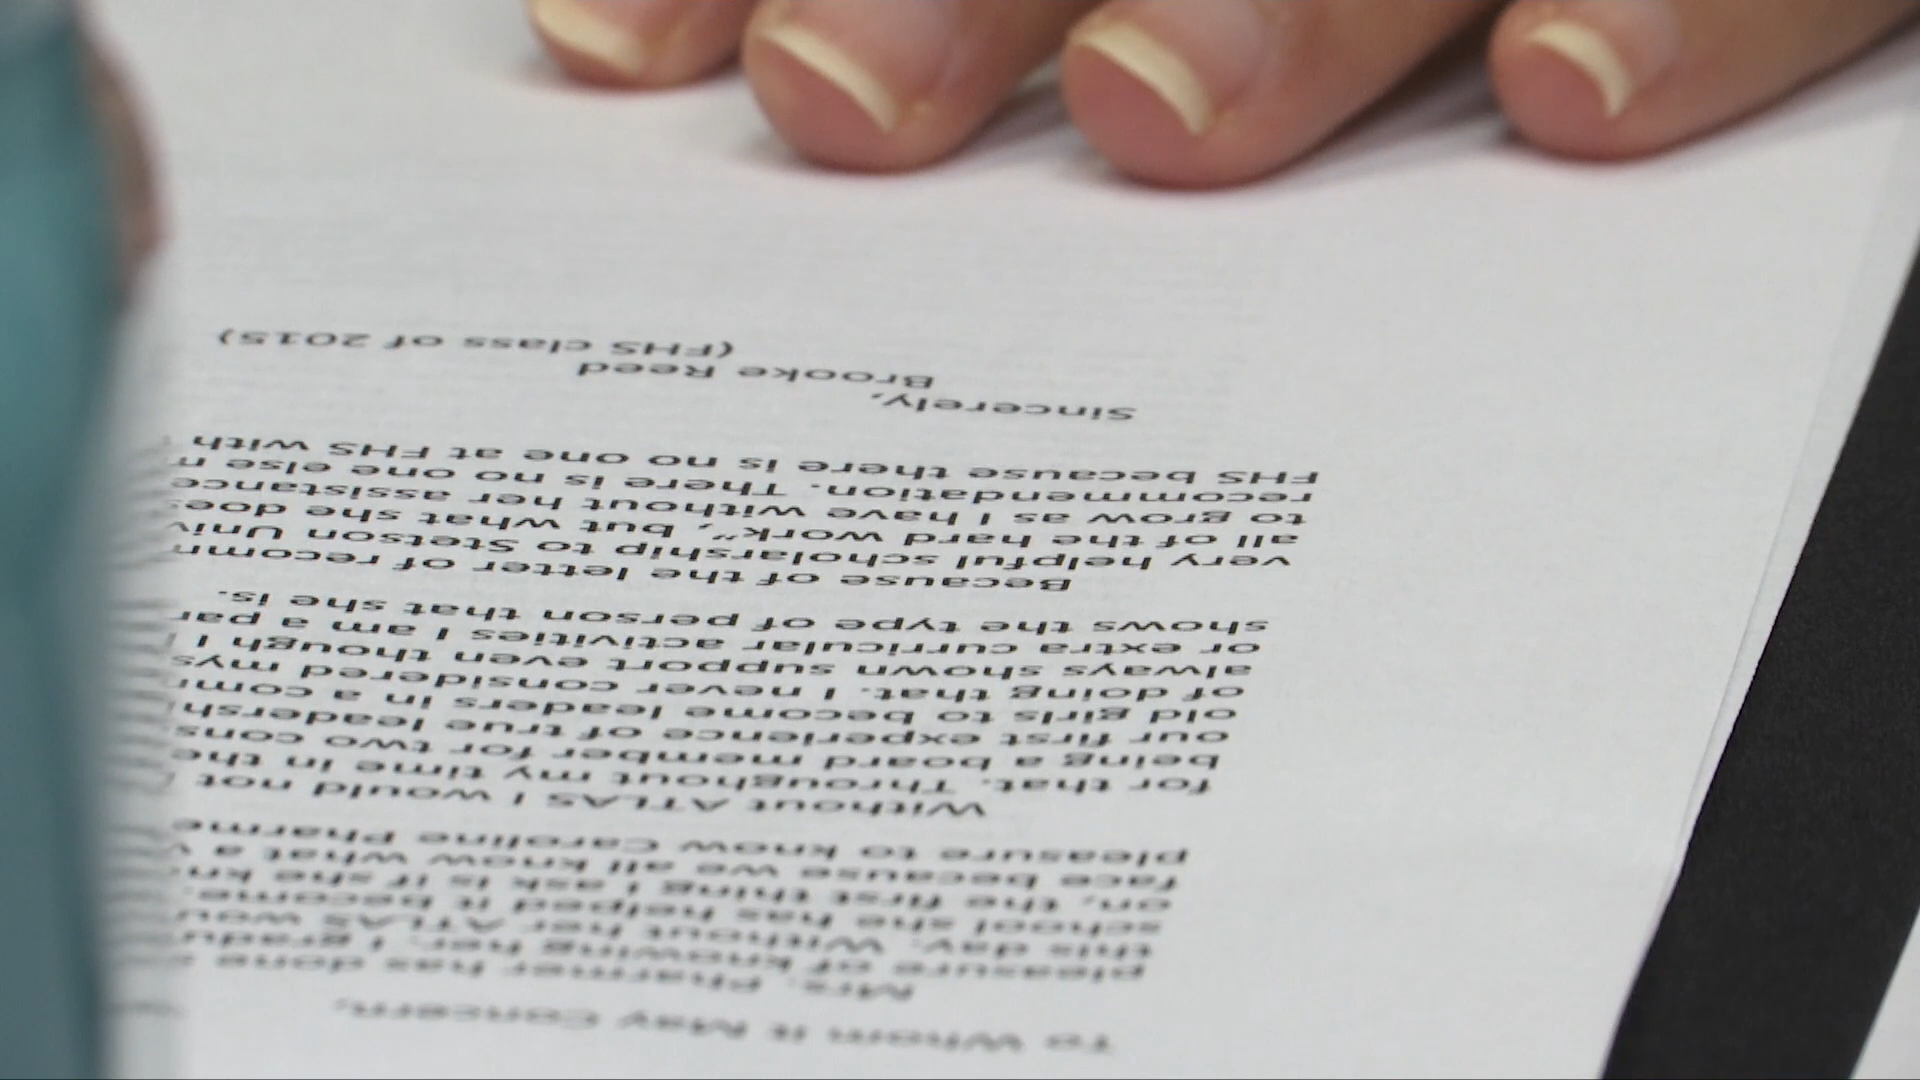 To Whom it May Concern,
Mrs. Pharmer has done
pleasure of knowing her. I gradu
this day. Without her ATLAS wou
school she has helped it become.
on, the first thing I ask is if she kn
face because we all know what a w
pleasure to know Caroline Pharme
Without ATLAS I would not
for that. Throughout my time in the
being a board member for two cons
our first experience of true leadersh
old girls to become leaders in a com
of doing that. I never considered mys
always shown support even though I h
or extra curricular activities I am a par
shows the type of person that she is.
Because of the letter of recomm
very helpful scholarship to Stetson Univ
all of the hard work", but what she does
to grow as I have without her assistance
recommendation. There is no one else n
FHS because there is no one at FHS with
Sincerely,
Brooke Reed
(FHS class of 2015)